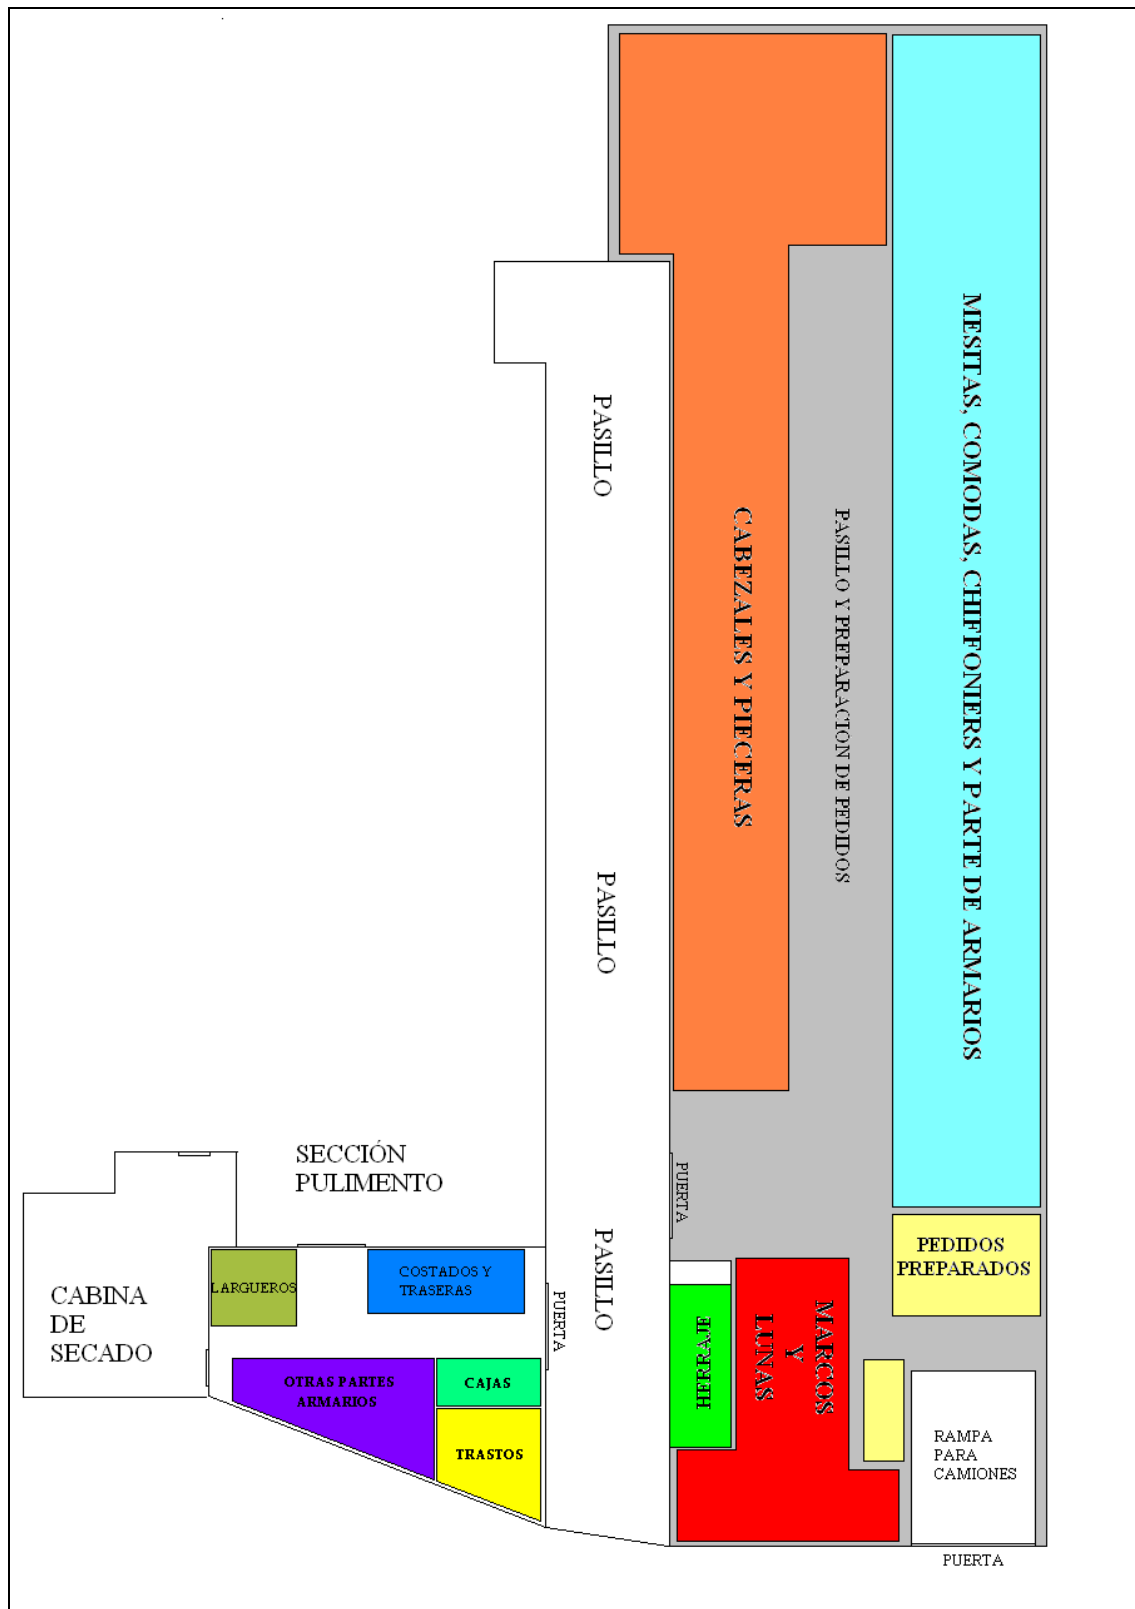 PASILLO
MESITAS, COMODAS, CHIFFONIERS Y PARTE DE ARMARIOS
CABEZALES Y PIECERAS
PASILLO Y PREPARACION DE PEDIDOS
PASILLO
SECCIÓN
PULIMENTO
PUERTA
PASILLO
PEDIDOS
PREPARADOS
CABINA
DE
SECADO
LARGUEROS
COSTADOS Y
TRASERAS
PUERTA
HERRAJE
MARCOS
Y
LUNAS
OTRAS PARTES
ARMARIOS
CAJAS
TRASTOS
RAMPA
PARA
CAMIONES
PUERTA